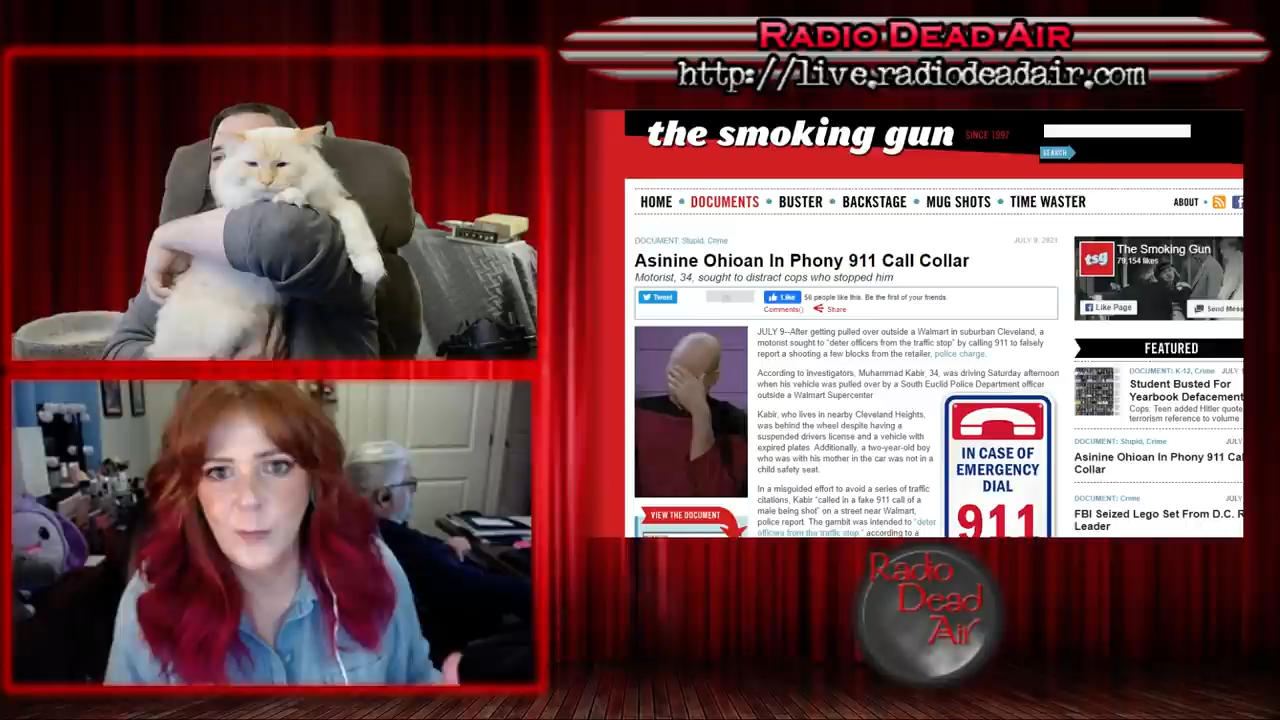 RADIO DEAD AIR
http://live.radiodeadair.com
the smoking gun SINCE 1997
SEARCH
HOME • DOCUMENTS • BUSTER • BACKSTAGE • MUG SHOTS • TIME WASTER
ABOUT •
DOCUMENT: Stupid, Crime
JULY 9, 2021
Asinine Ohioan In Phony 911 Call Collar
Motorist, 34, sought to distract cops who stopped him
Tweet
Like 56 people like this. Be the first of your friends.
Comments() Share
JULY 9--After getting pulled over outside a Walmart in suburban Cleveland, a
motorist sought to “deter officers from the traffic stop” by calling 911 to falsely
report a shooting a few blocks from the retailer, police charge.
According to investigators, Muhammad Kabir, 34, was driving Saturday afternoon
when his vehicle was pulled over by a South Euclid Police Department officer
outside a Walmart Supercenter
Kabir, who lives in nearby Cleveland Heights,
was behind the wheel despite having a
suspended drivers license and a vehicle with
expired plates. Additionally, a two-year-old boy
who was with his mother in the car was not in a
child safety seat.
In a misguided effort to avoid a series of traffic
citations, Kabir “called in a fake 911 call of a
male being shot” on a street near Walmart,
police report. The gambit was intended to “deter
officers from the traffic stop,” according to a
VIEW THE DOCUMENT
IN CASE OF
EMERGENCY
DIAL
911
tsg
The Smoking Gun
79,154 likes
Like Page
Send Mess
FEATURED
DOCUMENT: K-12, Crime JULY 1
Student Busted For
Yearbook Defacement
Cops: Teen added Hitler quote,
terrorism reference to volume
DOCUMENT: Stupid, Crime JULY
Asinine Ohioan In Phony 911 Cal
Collar
DOCUMENT: Crime JULY
FBI Seized Lego Set From D.C. R
Leader
Radio
Dead
Air